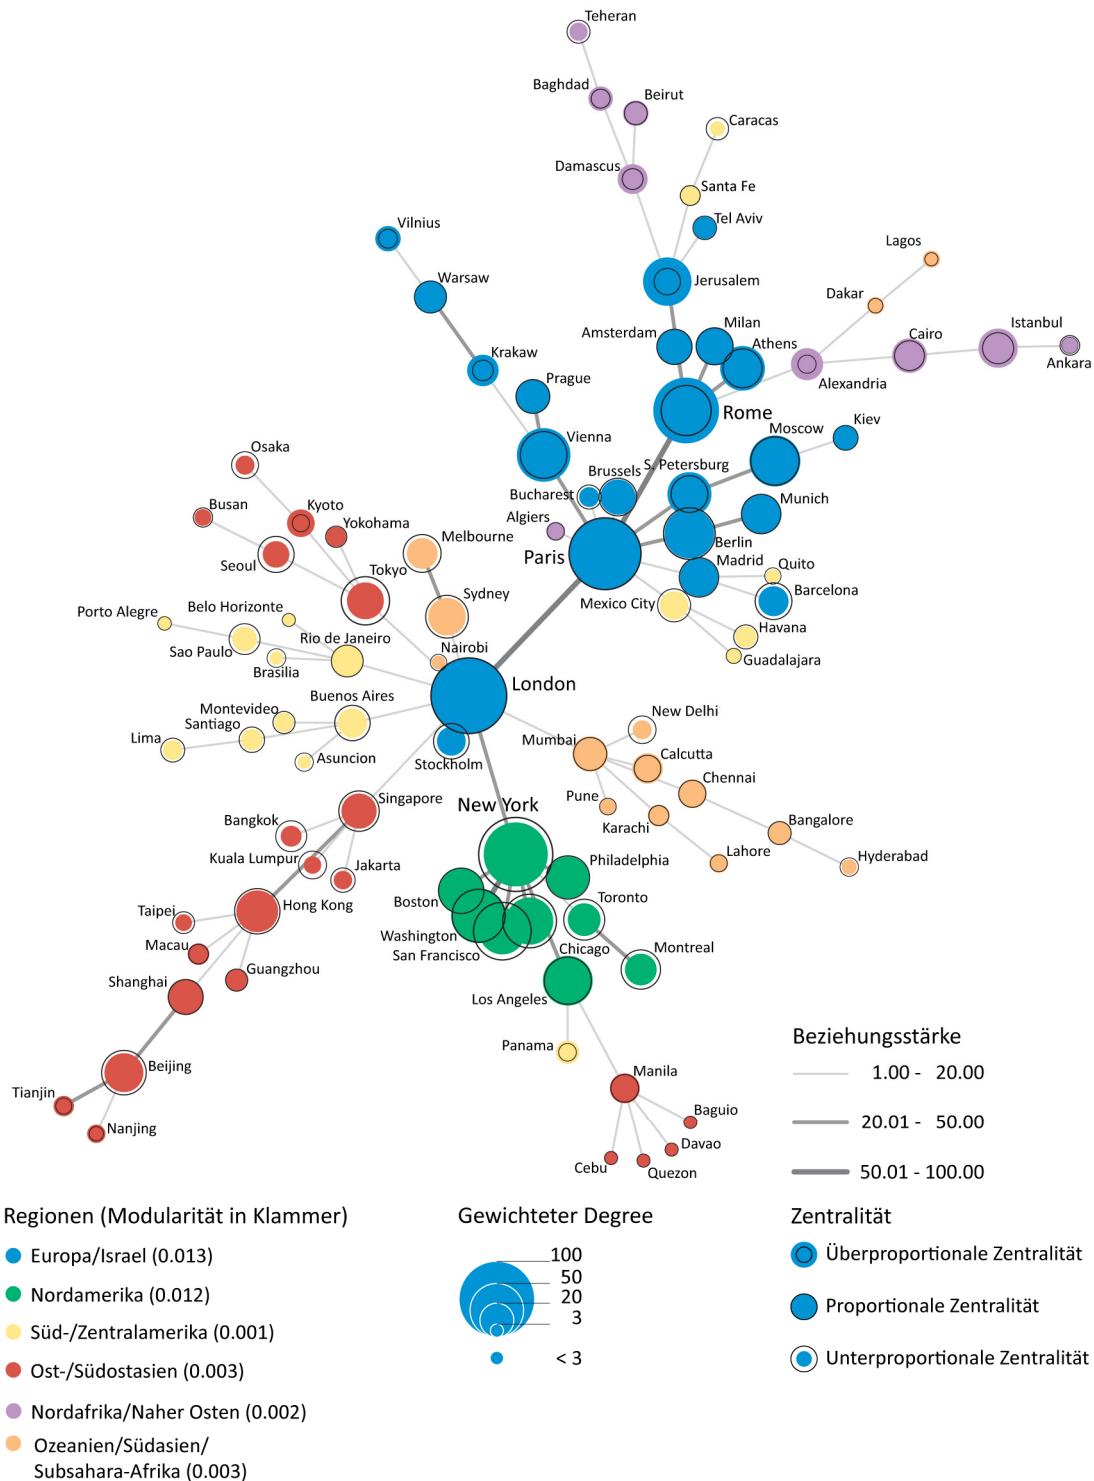 Teheran
Baghdad
Beirut
Caracas
Damascus
Santa Fe
Tel Aviv
Vilnius
Lagos
Warsaw
Jerusalem
Dakar
Amsterdam
Milan
Cairo
Istanbul
Athens
Krakaw
Ankara
Prague
Alexandria
Rome
Kiev
Moscow
Vienna
Osaka
Brussels
S. Petersburg
Bucharest
Munich
Busan
Kyoto
Algiers
Yokohama
Melbourne
Berlin
Paris
Madrid
Quito
Seoul
Tokyo
Barcelona
Sydney
Mexico City
Porto Alegre
Belo Horizonte
Havana
Rio de Janeiro
Nairobi
Sao Paulo
Guadalajara
Brasilia
London
Buenos Aires
Montevideo
New Delhi
Santiago
Lima
Mumbai
Asuncion
Stockholm
Calcutta
Chennai
Singapore
New York
Pune
Bangkok
Karachi
Bangalore
Kuala Lumpur
Jakarta
Philadelphia
Lahore
Hyderabad
Boston
Toronto
Hong Kong
Taipei
Washington
Chicago
Montreal
Macau
San Francisco
Guangzhou
Shanghai
Los Angeles
Panama
Beijing
Manila
Tianjin
Baguio
Nanjing
Davao
Cebu
Quezon
Beziehungsstärke
1.00 - 20.00
20.01 - 50.00
50.01 - 100.00
Regionen (Modularität in Klammer)
Europa/Israel (0.013)
Nordamerika (0.012)
Süd-/Zentralamerika (0.001)
Ost-/Südostasien (0.003)
Nordafrika/Naher Osten (0.002)
Ozeanien/Südasien/
Subsahara-Afrika (0.003)
Gewichteter Degree
100
50
20
3
< 3
Zentralität
Überproportionale Zentralität
Proportionale Zentralität
Unterproportionale Zentralität